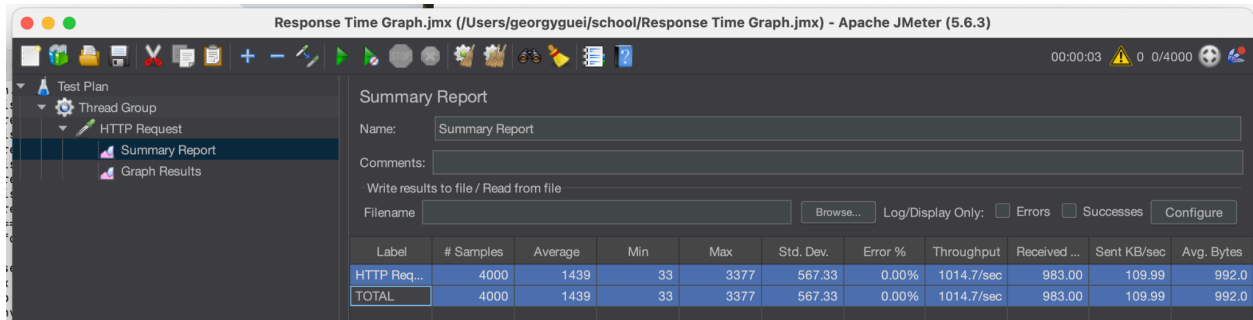 Response Time Graph.jmx (/Users/georgyguei/school/Response Time Graph.jmx) - Apache JMeter (5.6.3)
00:00:03 0 0/4000
Test Plan
Thread Group
HTTP Request
Summary Report
Graph Results
Summary Report
Name: Summary Report
Comments:
Write results to file / Read from file
Filename Browse... Log/Display Only: Errors Successes Configure
Label # Samples Average Min Max Std. Dev. Error % Throughput Received ... Sent KB/sec Avg. Bytes
HTTP Req... 4000 1439 33 3377 567.33 0.00% 1014.7/sec 983.00 109.99 992.0
TOTAL 4000 1439 33 3377 567.33 0.00% 1014.7/sec 983.00 109.99 992.0